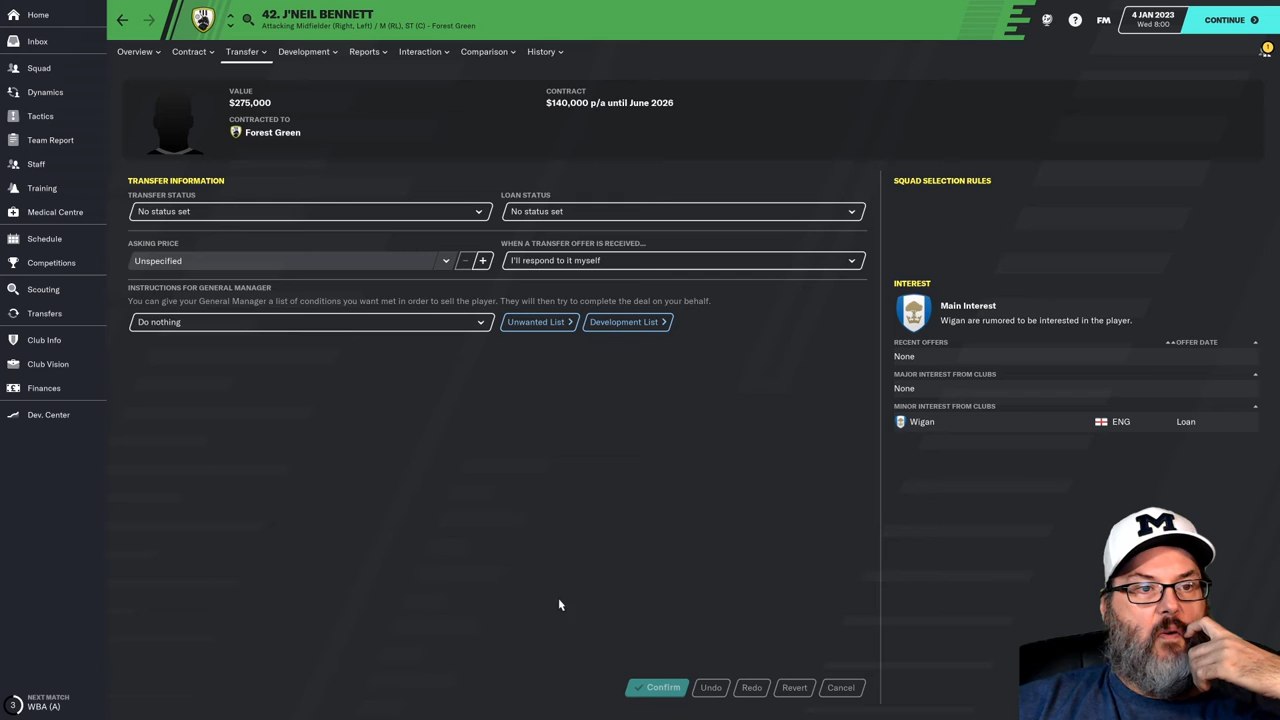 Home
Inbox
Squad
Dynamics
Tactics
Team Report
Staff
Training
Medical Centre
Schedule
Competitions
Scouting
Transfers
Club Info
Club Vision
Finances
Dev. Center
3
NEXT MATCH
WBA (A)
42. J'NEIL BENNETT
Attacking Midfielder (Right, Left) / M (RL), ST (C) - Forest Green
?
FM
4 JAN 2023
Wed 8:00
CONTINUE
Overview
Contract
Transfer
Development
Reports
Interaction
Comparison
History
!
VALUE
$275,000
CONTRACTED TO
Forest Green
CONTRACT
$140,000 p/a until June 2026
TRANSFER INFORMATION
TRANSFER STATUS
No status set
LOAN STATUS
No status set
ASKING PRICE
Unspecified
WHEN A TRANSFER OFFER IS RECEIVED...
I'll respond to it myself
INSTRUCTIONS FOR GENERAL MANAGER
You can give your General Manager a list of conditions you want met in order to sell the player. They will then try to complete the deal on your behalf.
Do nothing
Unwanted List
Development List
SQUAD SELECTION RULES
INTEREST
Main Interest
Wigan are rumored to be interested in the player.
RECENT OFFERS
OFFER DATE
None
MAJOR INTEREST FROM CLUBS
None
MINOR INTEREST FROM CLUBS
Wigan
ENG
Loan
Confirm
Undo
Redo
Revert
Cancel
M